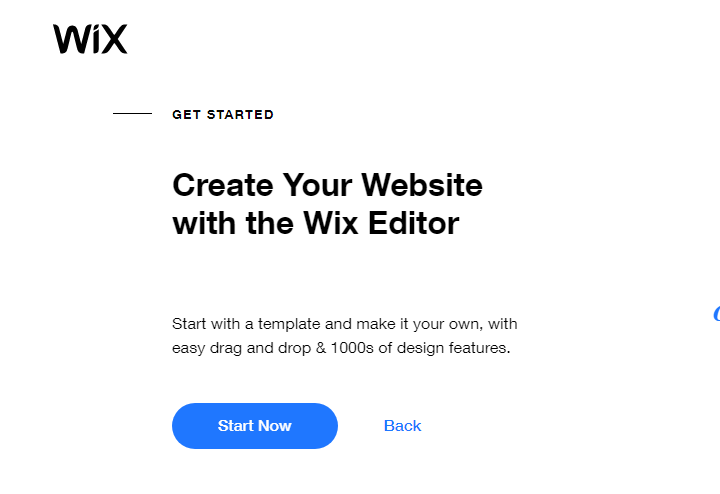 WiX
GET STARTED
Create Your Website
with the Wix Editor
Start with a template and make it your own, with
easy drag and drop & 1000s of design features.
Start Now
Back